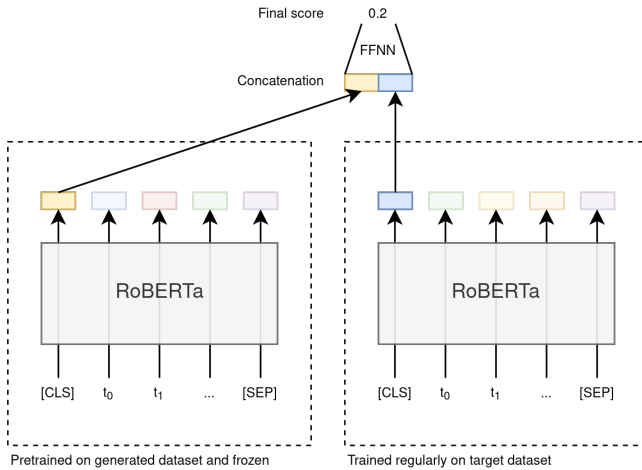 Final score 0.2
FFNN
Concatenation
RoBERTa RoBERTa
[CLS] t0 t1 ... [SEP] [CLS] t0 t1 ... [SEP]
Pretrained on generated dataset and frozen Trained regularly on target dataset